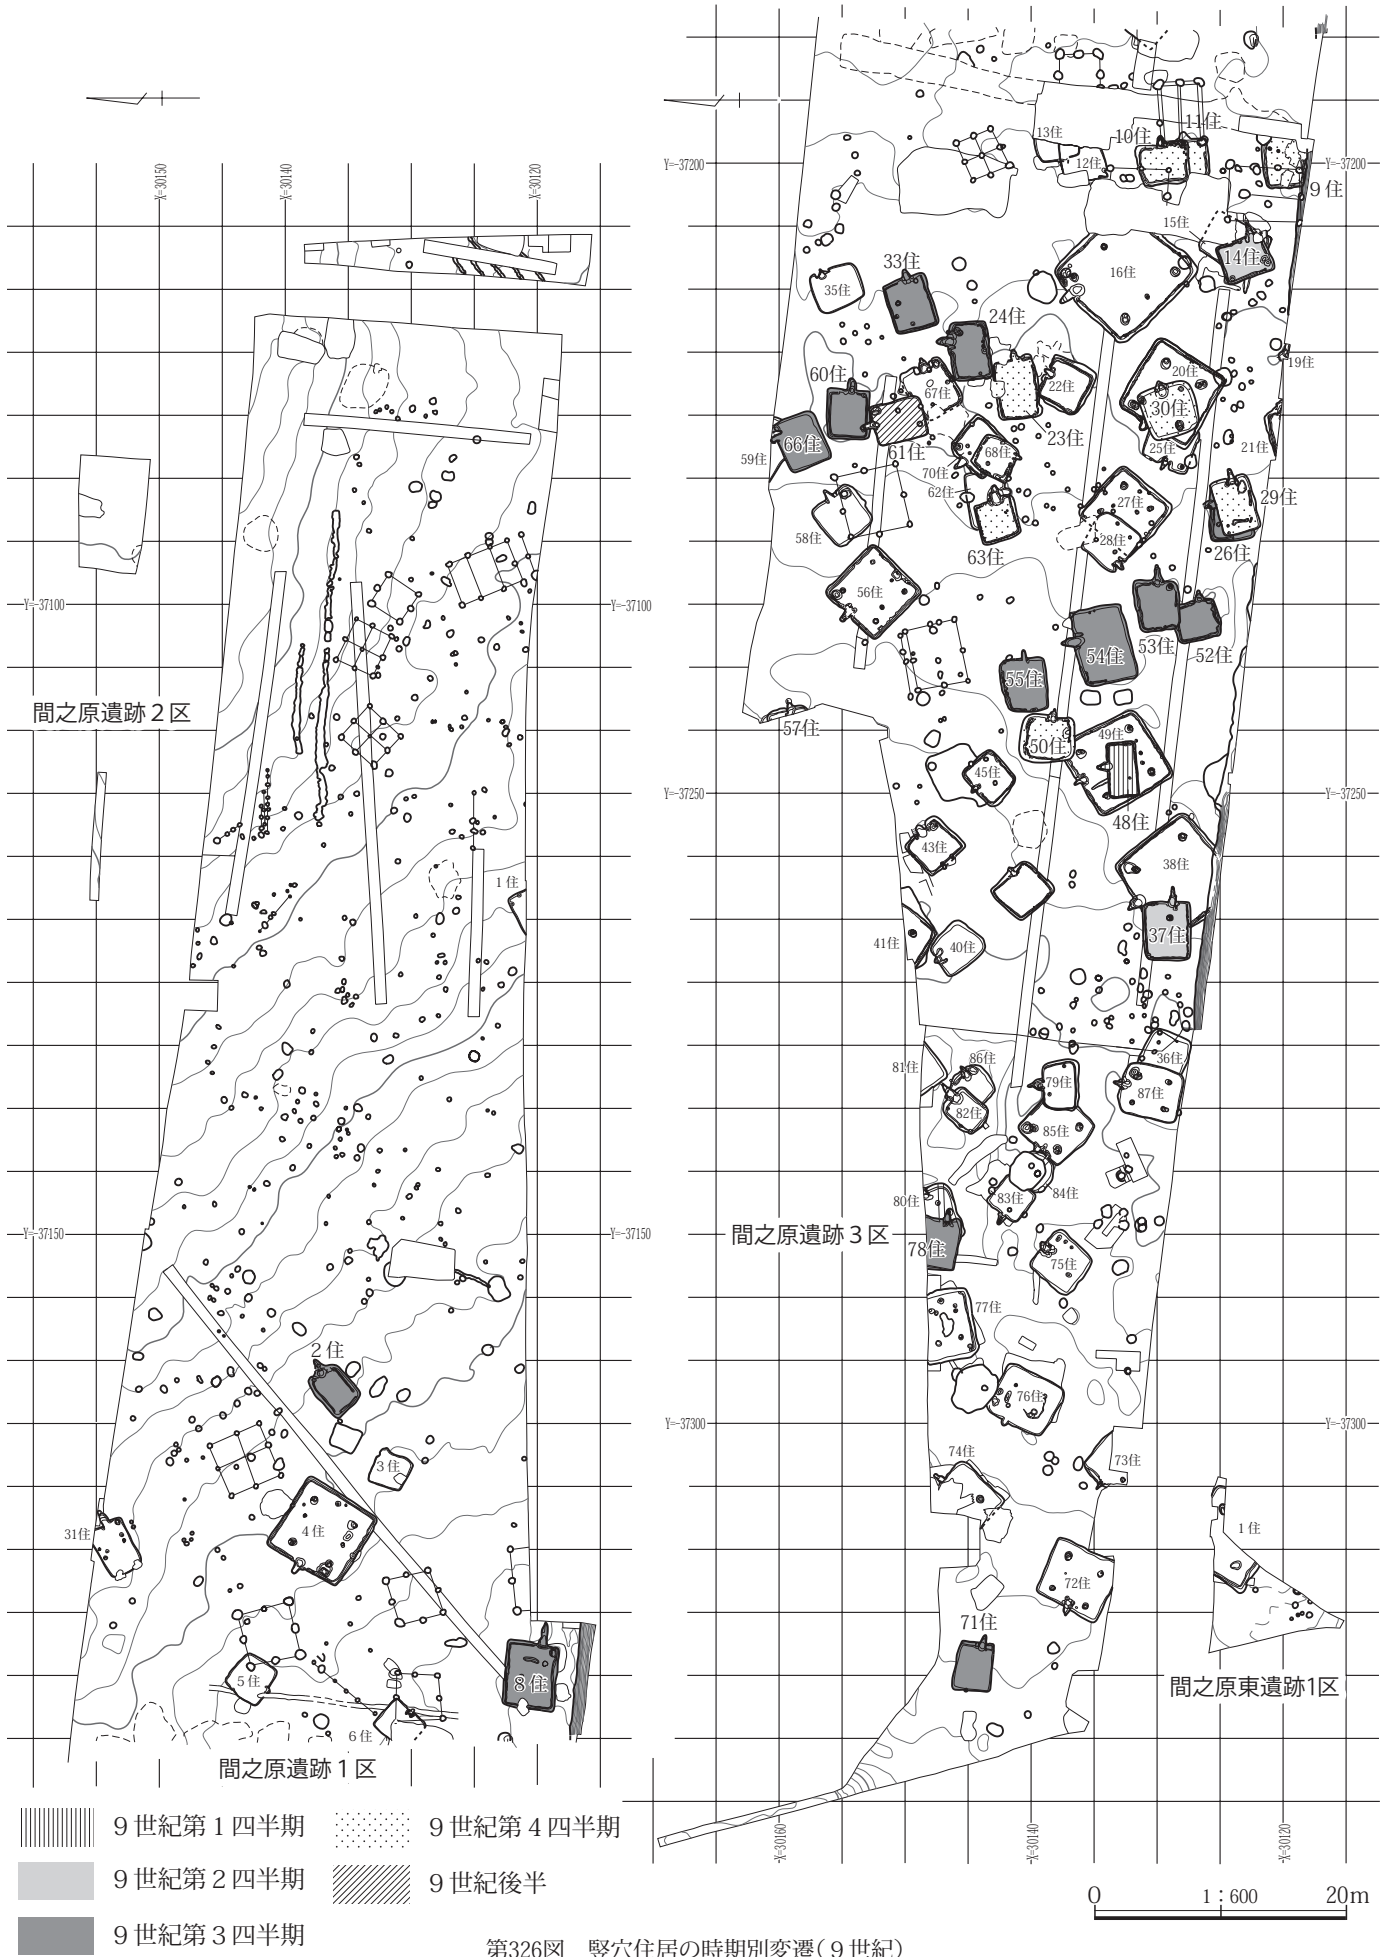 X=30150
X=30140
X=30120
Y=-37100
Y=-37100
間之原遺跡２区
1住
Y=-37150
Y=-37150
２住
3住
4住
31住
5住
6住
８住
間之原遺跡１区
Y=-37200
Y=-37200
13住
12住
10住
11住
９住
15住
14住
16住
35住
33住
24住
19住
60住
67住
22住
20住
30住
23住
66住
61住
59住
25住
21住
68住
70住
62住
27住
29住
58住
63住
28住
26住
56住
54住
53住
52住
55住
57住
50住
49住
45住
Y=-37250
Y=-37250
48住
43住
38住
41住
40住
37住
36住
81住
86住
79住
87住
82住
85住
80住
83住
84住
間之原遺跡３区
78住
75住
77住
76住
Y=-37300
Y=-37300
74住
73住
1住
72住
71住
間之原東遺跡1区
X=30160
X=30140
X=30120
９世紀第１四半期
９世紀第４四半期
９世紀第２四半期
９世紀後半
９世紀第３四半期
0 1：600 20m
第326図 竪穴住居の時期別変遷（９世紀）